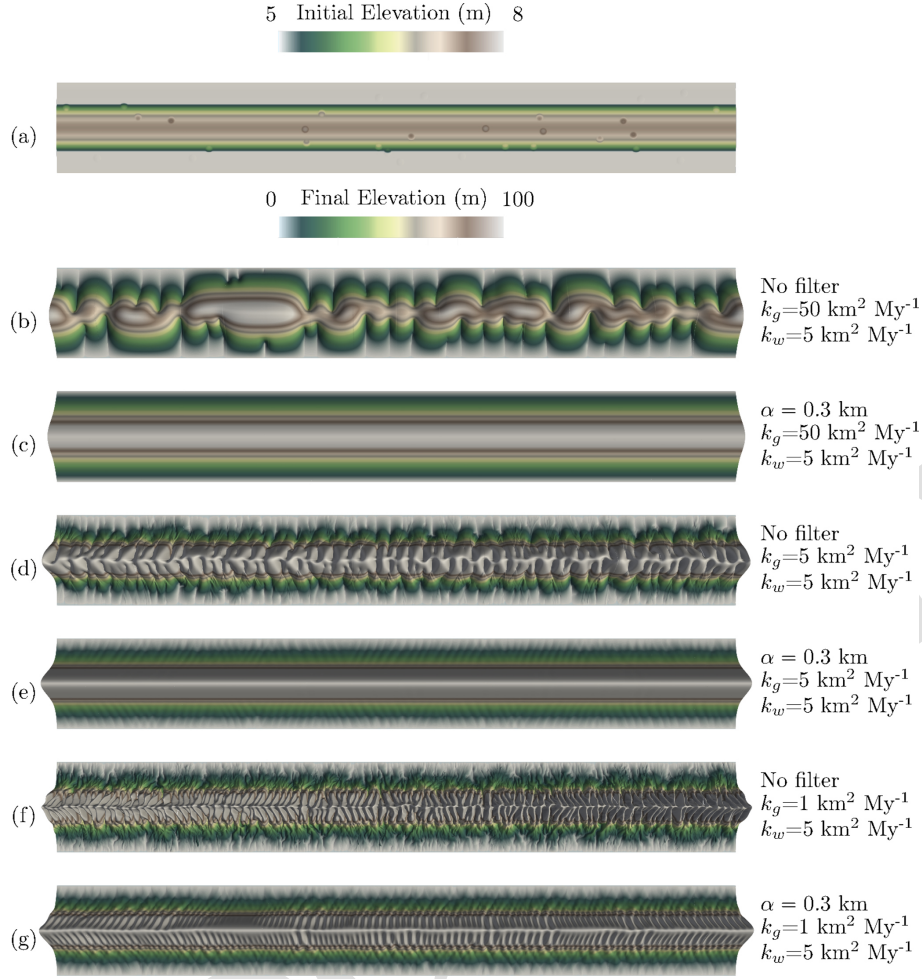 5 Initial Elevation (m) 8
(a)
0 Final Elevation (m) 100
(b)
No filter
k_g=50 km² My⁻¹
k_w=5 km² My⁻¹
(c)
α = 0.3 km
k_g=50 km² My⁻¹
k_w=5 km² My⁻¹
(d)
No filter
k_g=5 km² My⁻¹
k_w=5 km² My⁻¹
(e)
α = 0.3 km
k_g=5 km² My⁻¹
k_w=5 km² My⁻¹
(f)
No filter
k_g=1 km² My⁻¹
k_w=5 km² My⁻¹
(g)
α = 0.3 km
k_g=1 km² My⁻¹
k_w=5 km² My⁻¹